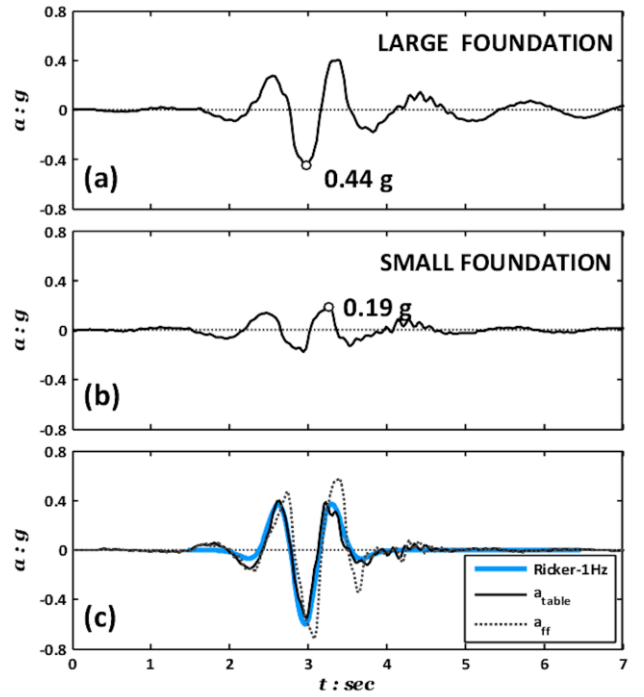 0.8
LARGE FOUNDATION
0.4
a : g
0
-0.4
(a)
0.44 g
-0.8
0.8
SMALL FOUNDATION
0.4
0.19 g
a : g
0
-0.4
(b)
-0.8
0.8
0.4
a : g
0
Ricker-1Hz
-0.4
a_table
(c)
a_ff
-0.8
0 1 2 3 4 5 6 7
t : sec